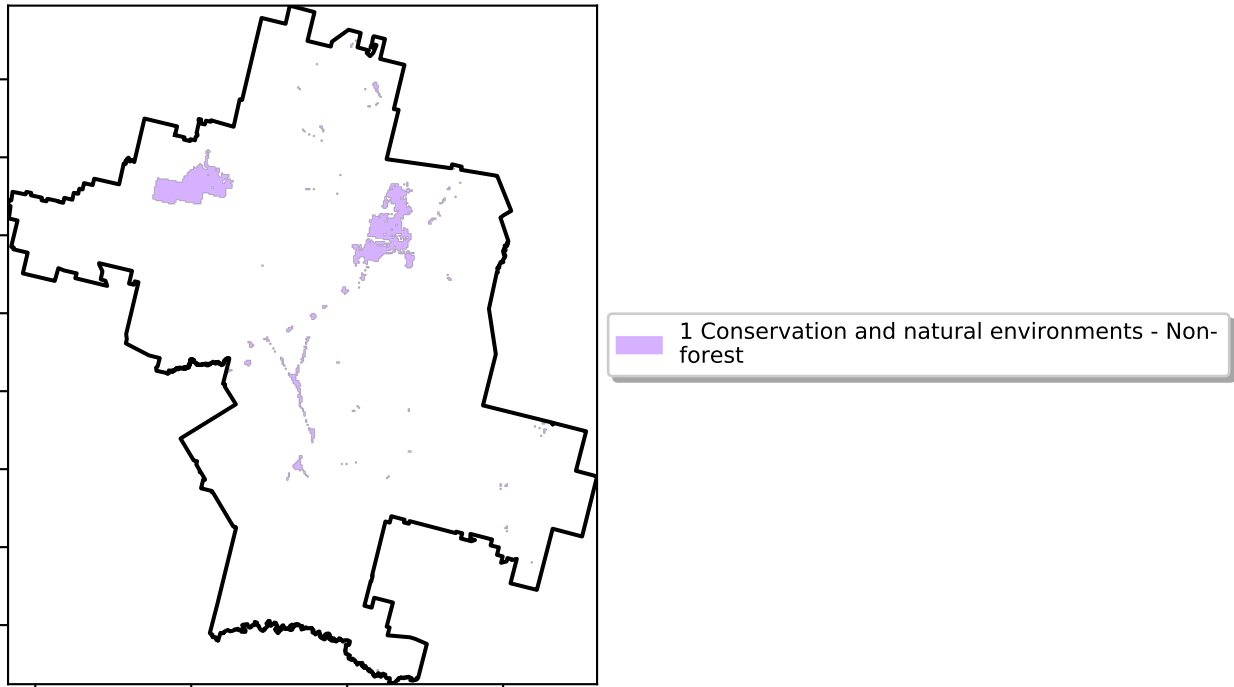 1 Conservation and natural environments - Non-
forest